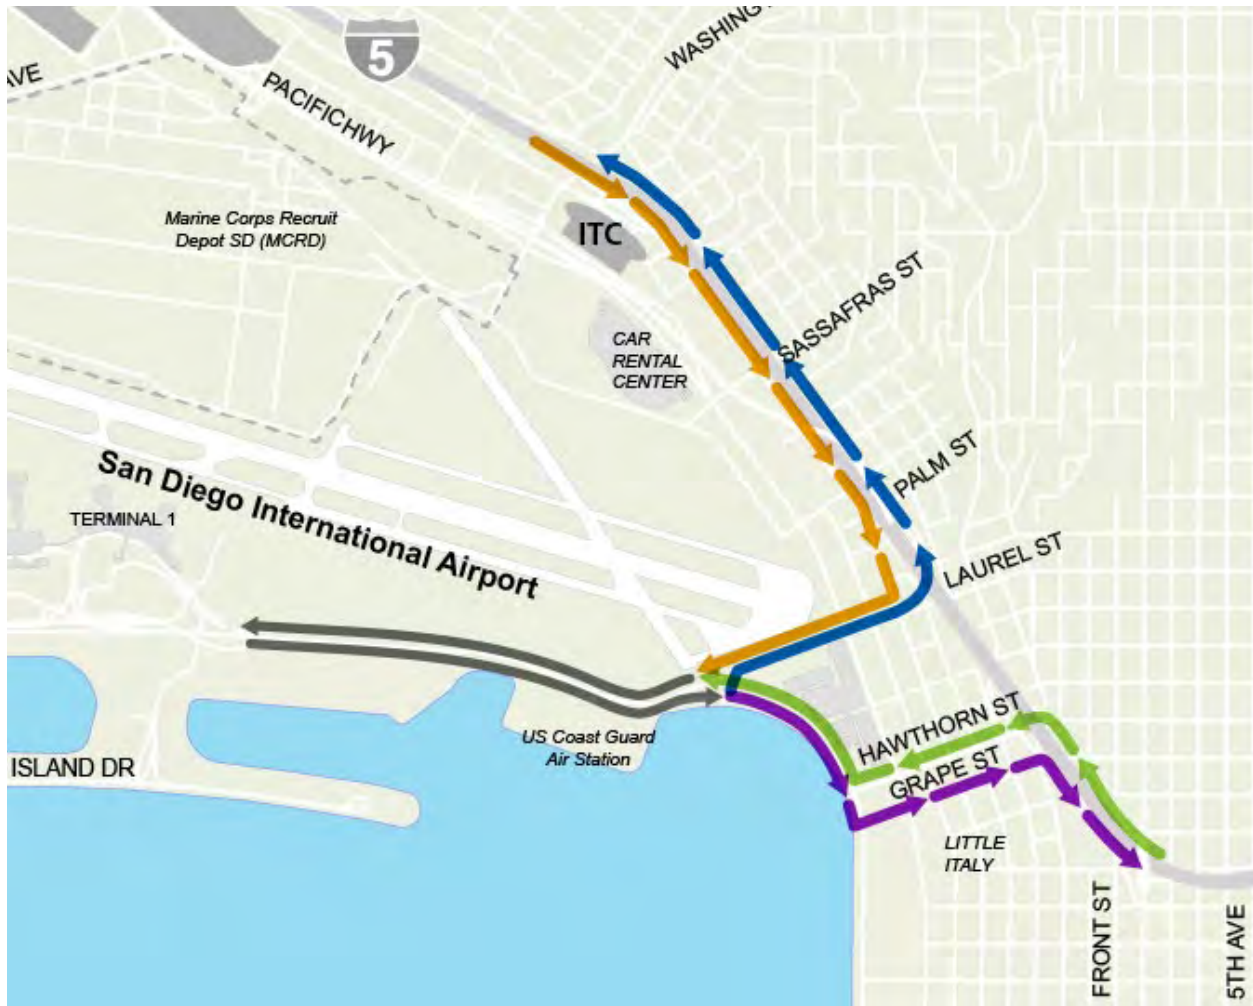 5
WASHING
AVE
PACIFICHWY
Marine Corps Recruit
Depot SD (MCRD)
ITC
SASSAFRAS ST
CAR
RENTAL
CENTER
PALM ST
San Diego International Airport
TERMINAL 1
LAUREL ST
US Coast Guard
Air Station
HAWTHORN ST
GRAPE ST
ISLAND DR
LITTLE
ITALY
FRONT ST
5TH AVE